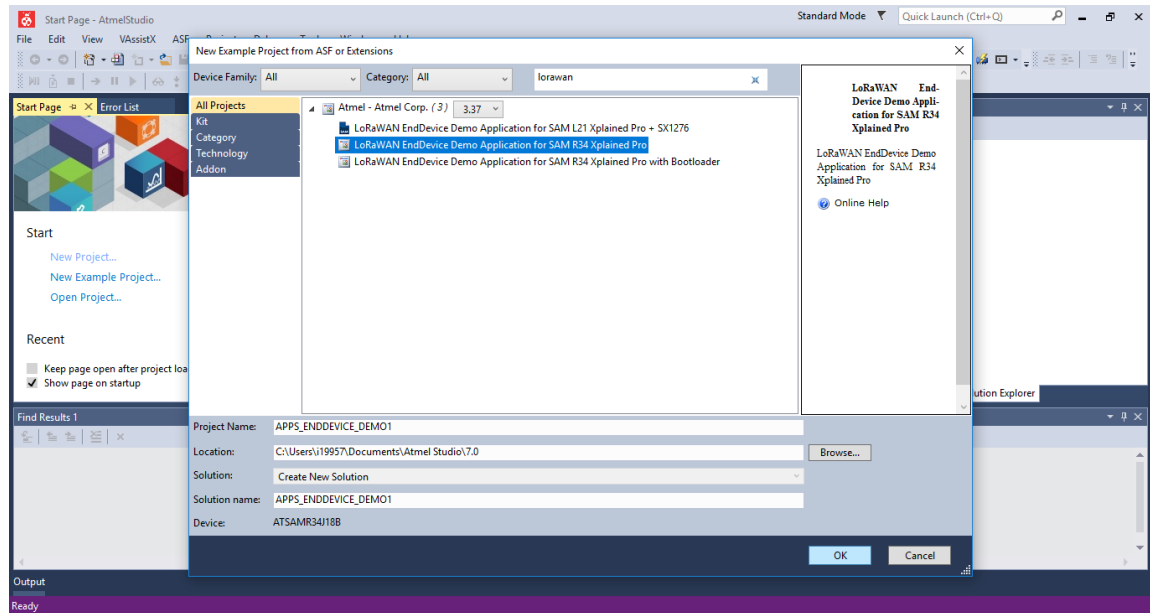 Start Page - AtmelStudio
Standard Mode
Quick Launch (Ctrl+Q)
File Edit View VAssistX ASF
New Example Project from ASF or Extensions
Device Family: All Category: All lorawan
Start Page Error List
All Projects
Kit
Category
Technology
Addon
Atmel - Atmel Corp. (3) 3.37
LoRaWAN EndDevice Demo Application for SAM L21 Xplained Pro + SX1276
LoRaWAN EndDevice Demo Application for SAM R34 Xplained Pro
LoRaWAN EndDevice Demo Application for SAM R34 Xplained Pro with Bootloader
LoRaWAN End-
Device Demo Appli-
cation for SAM R34
Xplained Pro
LoRaWAN EndDevice Demo
Application for SAM R34
Xplained Pro
Online Help
Start
New Project...
New Example Project...
Open Project...
Recent
Keep page open after project loa
Show page on startup
ution Explorer
Find Results 1
Project Name: APPS_ENDDEVICE_DEMO1
Location: C:\Users\i19957\Documents\Atmel Studio\7.0 Browse...
Solution: Create New Solution
Solution name: APPS_ENDDEVICE_DEMO1
Device: ATSAMR34J18B
OK Cancel
Output
Ready